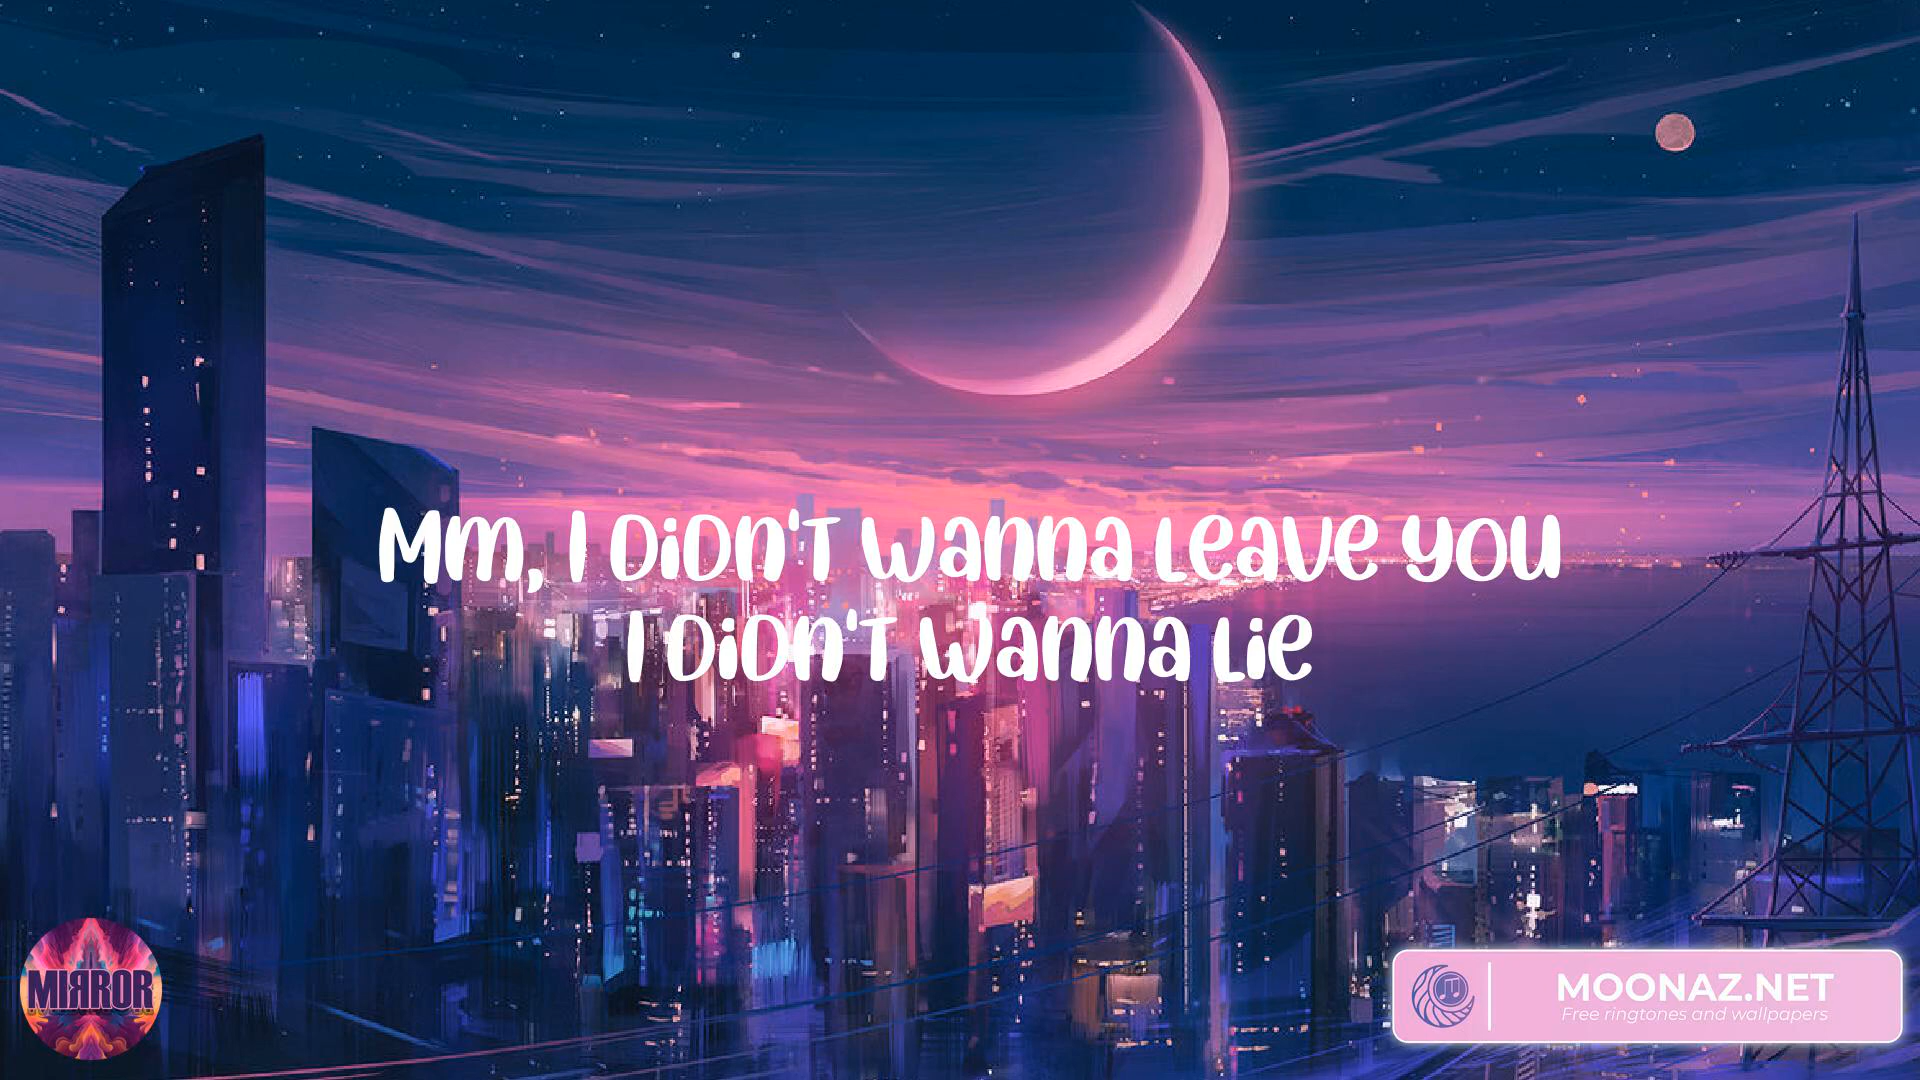 Mm, I didn't wanna leave you
I didn't wanna lie
MIRROR
MOONAZ.NET
Free ringtones and wallpapers